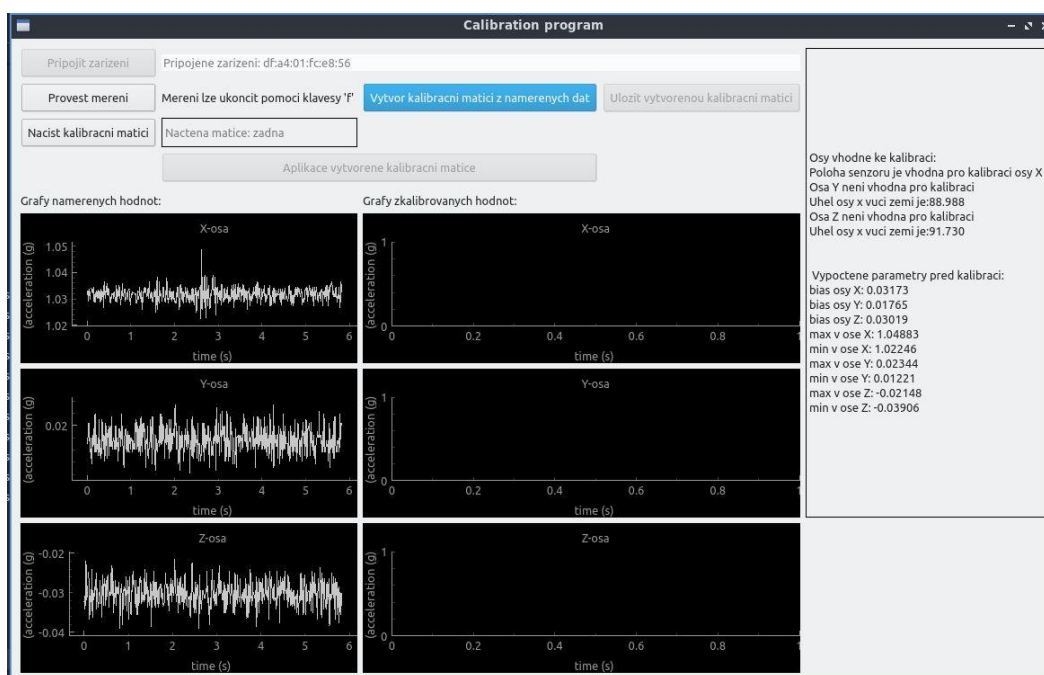 Calibration program
Pripojit zarizeni
Pripojene zarizeni: df:a4:01:fc:e8:56
Provest mereni
Mereni lze ukoncit pomoci klavesy 'f'
Vytvor kalibracni matici z namerenych dat
Ulozit vytvorenou kalibracni matici
Nacist kalibracni matici
Nactena matice: zadna
Aplikace vytvorene kalibracni matice
Grafy namerenych hodnot:
X-osa
(acceleration (g)
1.05
1.04
1.03
1.02
0 1 2 3 4 5 6
time (s)
Y-osa
(acceleration (g)
0.02
0 1 2 3 4 5 6
time (s)
Z-osa
(acceleration (g)
-0.02
-0.03
-0.04
0 1 2 3 4 5 6
time (s)
Grafy zkalibrovanych hodnot:
X-osa
(acceleration (g)
1
0
0 0.2 0.4 0.6 0.8 1
time (s)
Y-osa
(acceleration (g)
1
0
0 0.2 0.4 0.6 0.8 1
time (s)
Z-osa
(acceleration (g)
1
0
0 0.2 0.4 0.6 0.8 1
time (s)
Osy vhodne ke kalibraci:
Poloha senzoru je vhodna pro kalibraci osy X
Osa Y neni vhodna pro kalibraci
Uhel osy x vuci zemi je:88.988
Osa Z neni vhodna pro kalibraci
Uhel osy x vuci zemi je:91.730
Vypoctene parametry pred kalibraci:
bias osy X: 0.03173
bias osy Y: 0.01765
bias osy Z: 0.03019
max v ose X: 1.04883
min v ose X: 1.02246
max v ose Y: 0.02344
min v ose Y: 0.01221
max v ose Z: -0.02148
min v ose Z: -0.03906